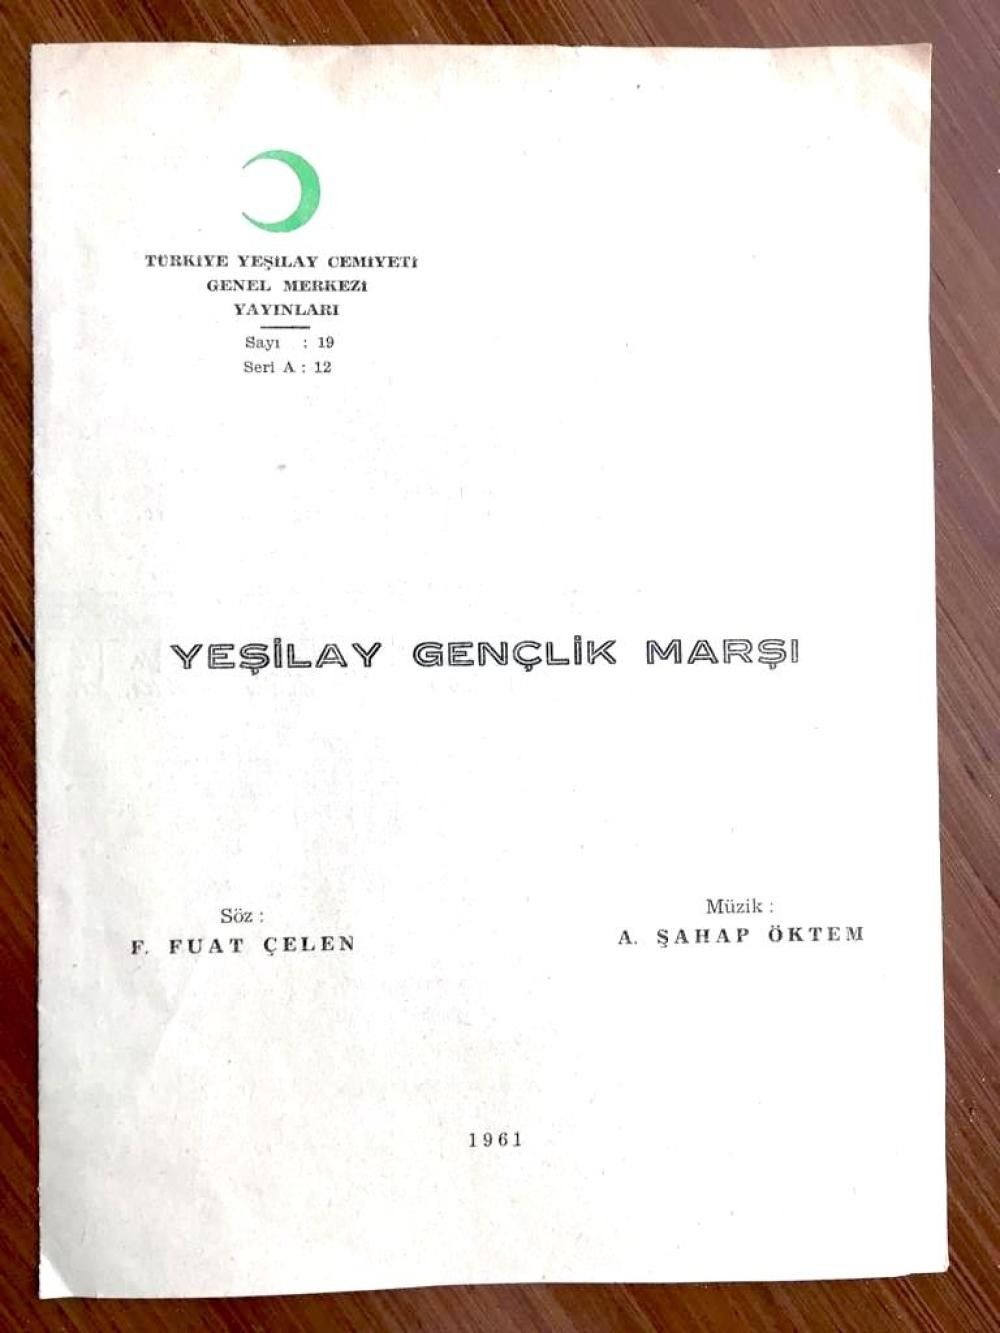 TÜRKİYE YEŞİLAY CEMİYETİ
GENEL MERKEZİ
YAYINLARI
Sayı : 19
Seri A : 12
YEŞİLAY GENÇLİK MARŞI
Söz :
F. FUAT ÇELEN
Müzik :
A. ŞAHAP ÖKTEM
1961